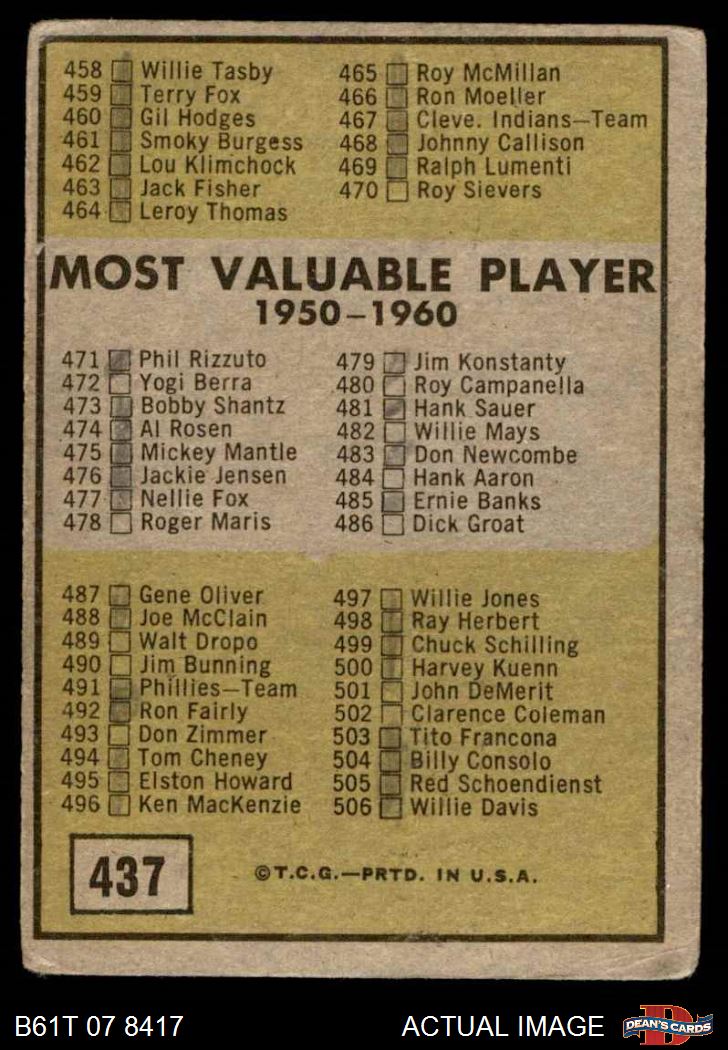 458 Willie Tasby
459 Terry Fox
460 Gil Hodges
461 Smoky Burgess
462 Lou Klimchock
463 Jack Fisher
464 Leroy Thomas
465 Roy McMillan
466 Ron Moeller
467 Cleve. Indians—Team
468 Johnny Callison
469 Ralph Lumenti
470 Roy Sievers
MOST VALUABLE PLAYER
1950–1960
471 Phil Rizzuto
472 Yogi Berra
473 Bobby Shantz
474 Al Rosen
475 Mickey Mantle
476 Jackie Jensen
477 Nellie Fox
478 Roger Maris
479 Jim Konstanty
480 Roy Campanella
481 Hank Sauer
482 Willie Mays
483 Don Newcombe
484 Hank Aaron
485 Ernie Banks
486 Dick Groat
487 Gene Oliver
488 Joe McClain
489 Walt Dropo
490 Jim Bunning
491 Phillies—Team
492 Ron Fairly
493 Don Zimmer
494 Tom Cheney
495 Elston Howard
496 Ken MacKenzie
497 Willie Jones
498 Ray Herbert
499 Chuck Schilling
500 Harvey Kuenn
501 John DeMerit
502 Clarence Coleman
503 Tito Francona
504 Billy Consolo
505 Red Schoendienst
506 Willie Davis
437
©T.C.G.—PRTD. IN U.S.A.
B61T 07 8417
ACTUAL IMAGE
D
DEAN'S CARDS